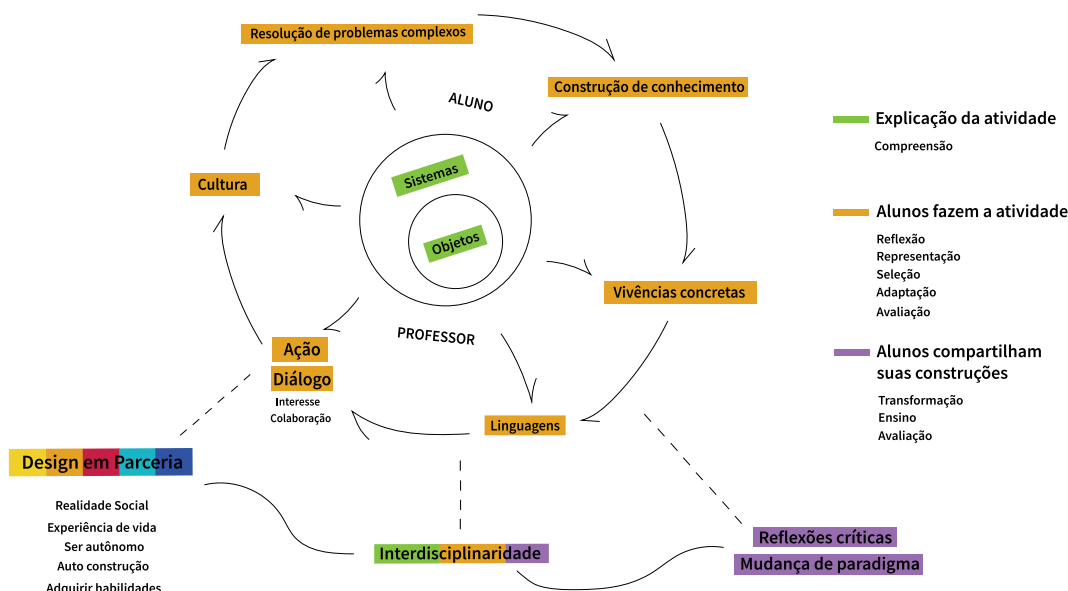 Resolução de problemas complexos
Construção de conhecimento
ALUNO
Sistemas
Objetos
Cultura
Vivências concretas
PROFESSOR
Ação
Diálogo
Interesse
Colaboração
Linguagens
Explicação da atividade
Compreensão
Alunos fazem a atividade
Reflexão
Representação
Seleção
Adaptação
Avaliação
Alunos compartilham
suas construções
Transformação
Ensino
Avaliação
Design em Parceria
Realidade Social
Experiência de vida
Ser autônomo
Auto construção
Adquirir habilidades
Interdisciplinaridade
Reflexões críticas
Mudança de paradigma